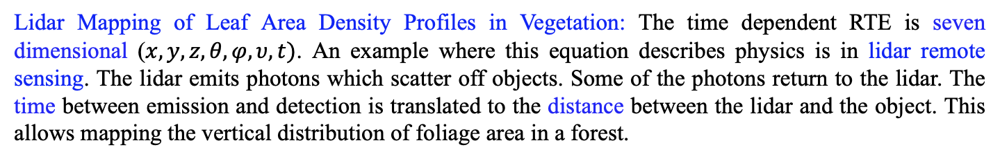 Lidar Mapping of Leaf Area Density Profiles in Vegetation: The time dependent RTE is seven
dimensional (x, y, z, θ, φ, υ, t). An example where this equation describes physics is in lidar remote
sensing. The lidar emits photons which scatter off objects. Some of the photons return to the lidar. The
time between emission and detection is translated to the distance between the lidar and the object. This
allows mapping the vertical distribution of foliage area in a forest.